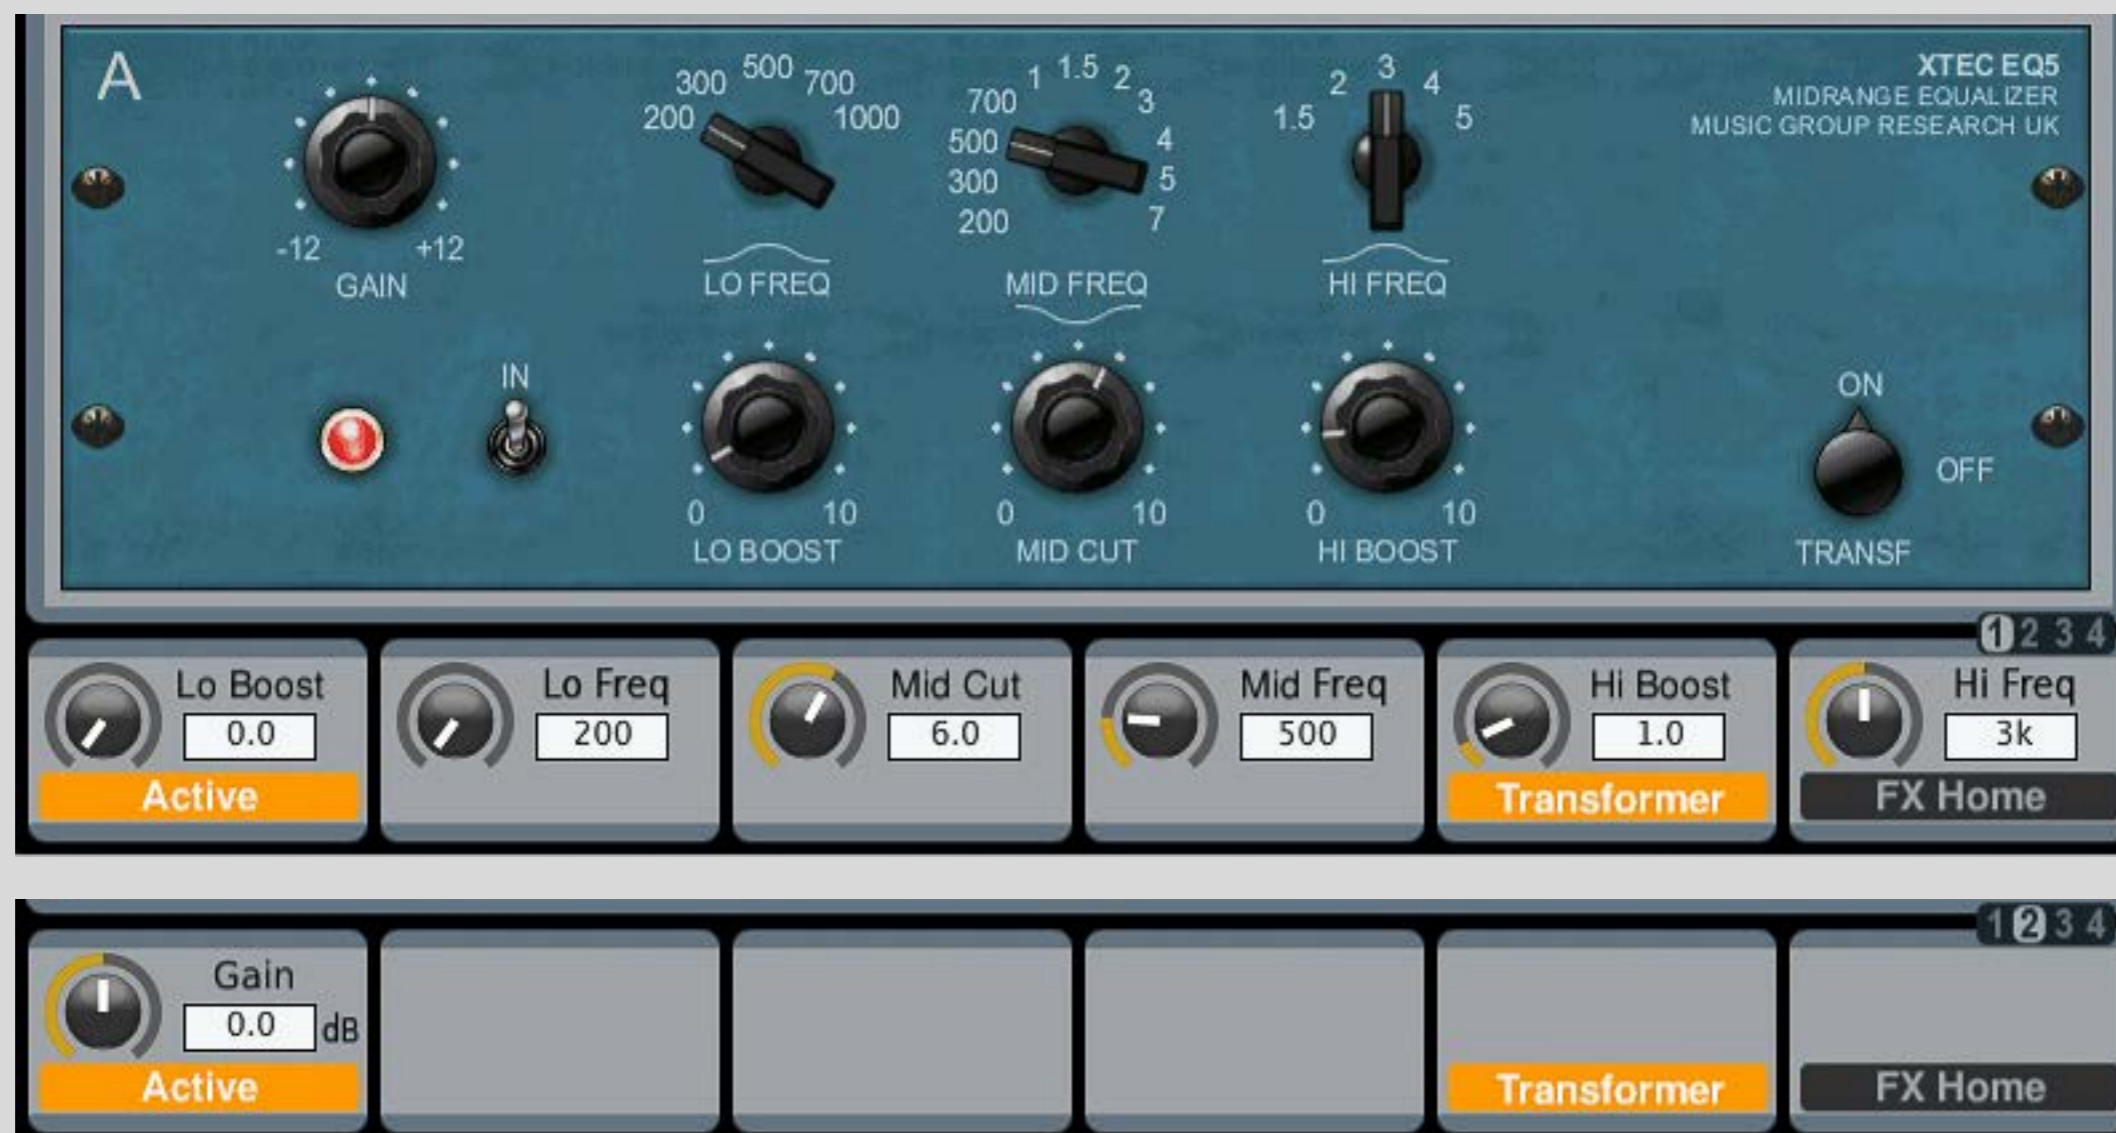 A
XTEC EQ5
MIDRANGE EQUALIZER
MUSIC GROUP RESEARCH UK
-12 +12
GAIN
200 300 500 700 1000
LO FREQ
200 300 500 700 1 1.5 2 3 4 5 7
MID FREQ
1.5 2 3 4 5
HI FREQ
IN
0 10
LO BOOST
0 10
MID CUT
0 10
HI BOOST
ON
OFF
TRANSF
1 2 3 4
Lo Boost
0.0
Active
Lo Freq
200
Mid Cut
6.0
Mid Freq
500
Hi Boost
1.0
Transformer
Hi Freq
3k
FX Home
1 2 3 4
Gain
0.0 dB
Active
Transformer
FX Home